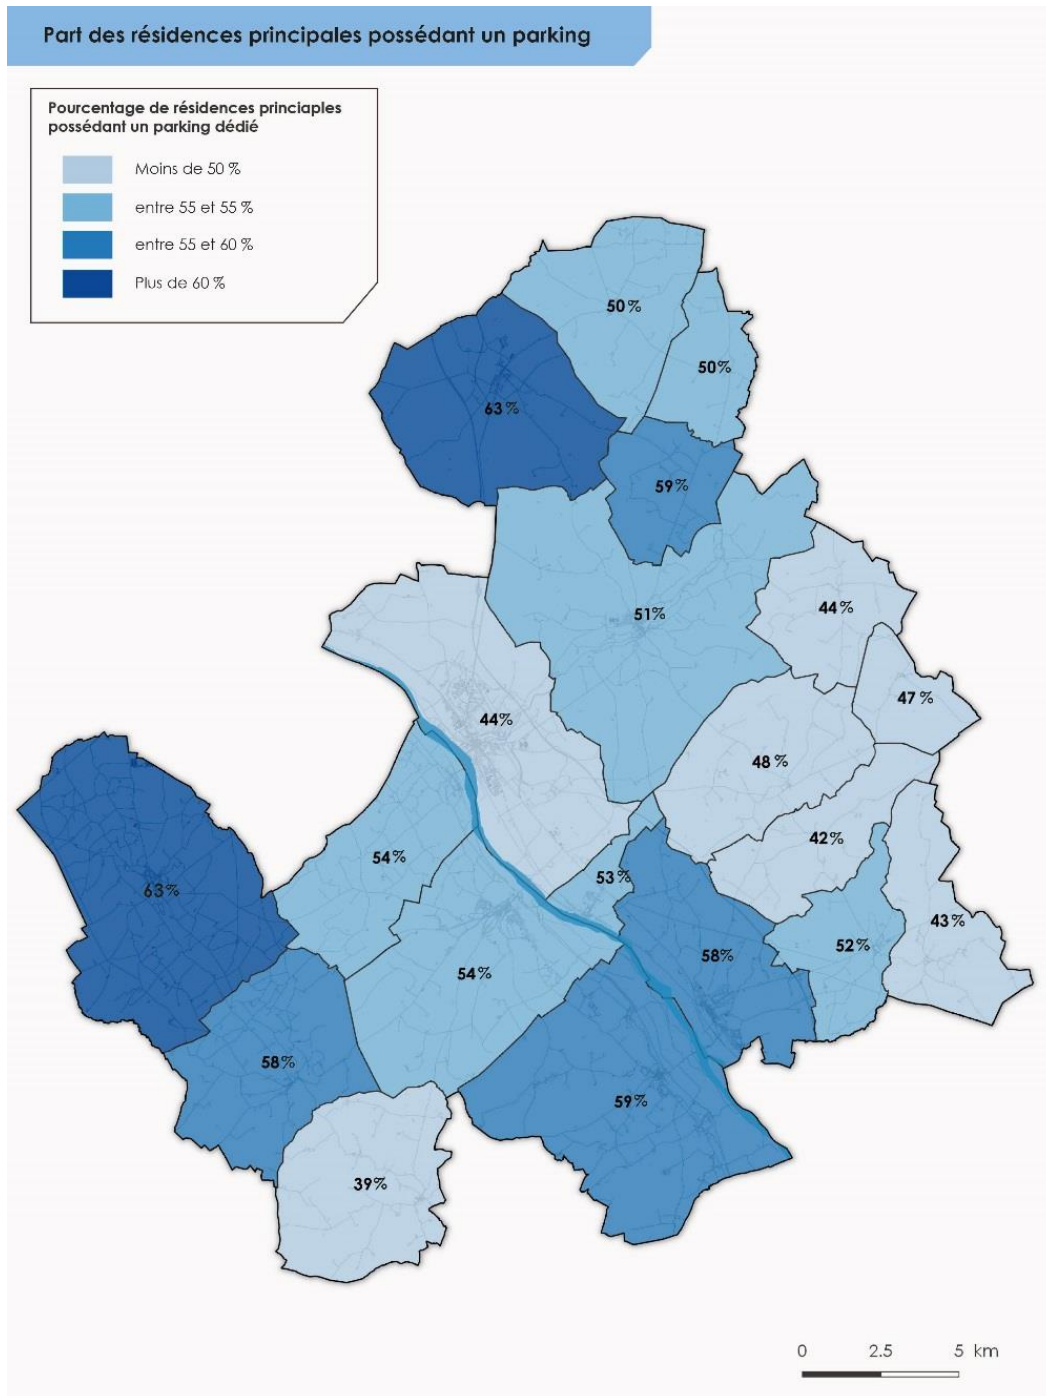 Part des résidences principales possédant un parking
Pourcentage de résidences princiaples
possédant un parking dédié
Moins de 50 %
entre 55 et 55 %
entre 55 et 60 %
Plus de 60 %
50 %
50%
63 %
59%
51%
44 %
47 %
44%
48 %
42%
54%
53%
63%
43%
52%
58%
54%
58%
59%
39%
0 2.5 5 km